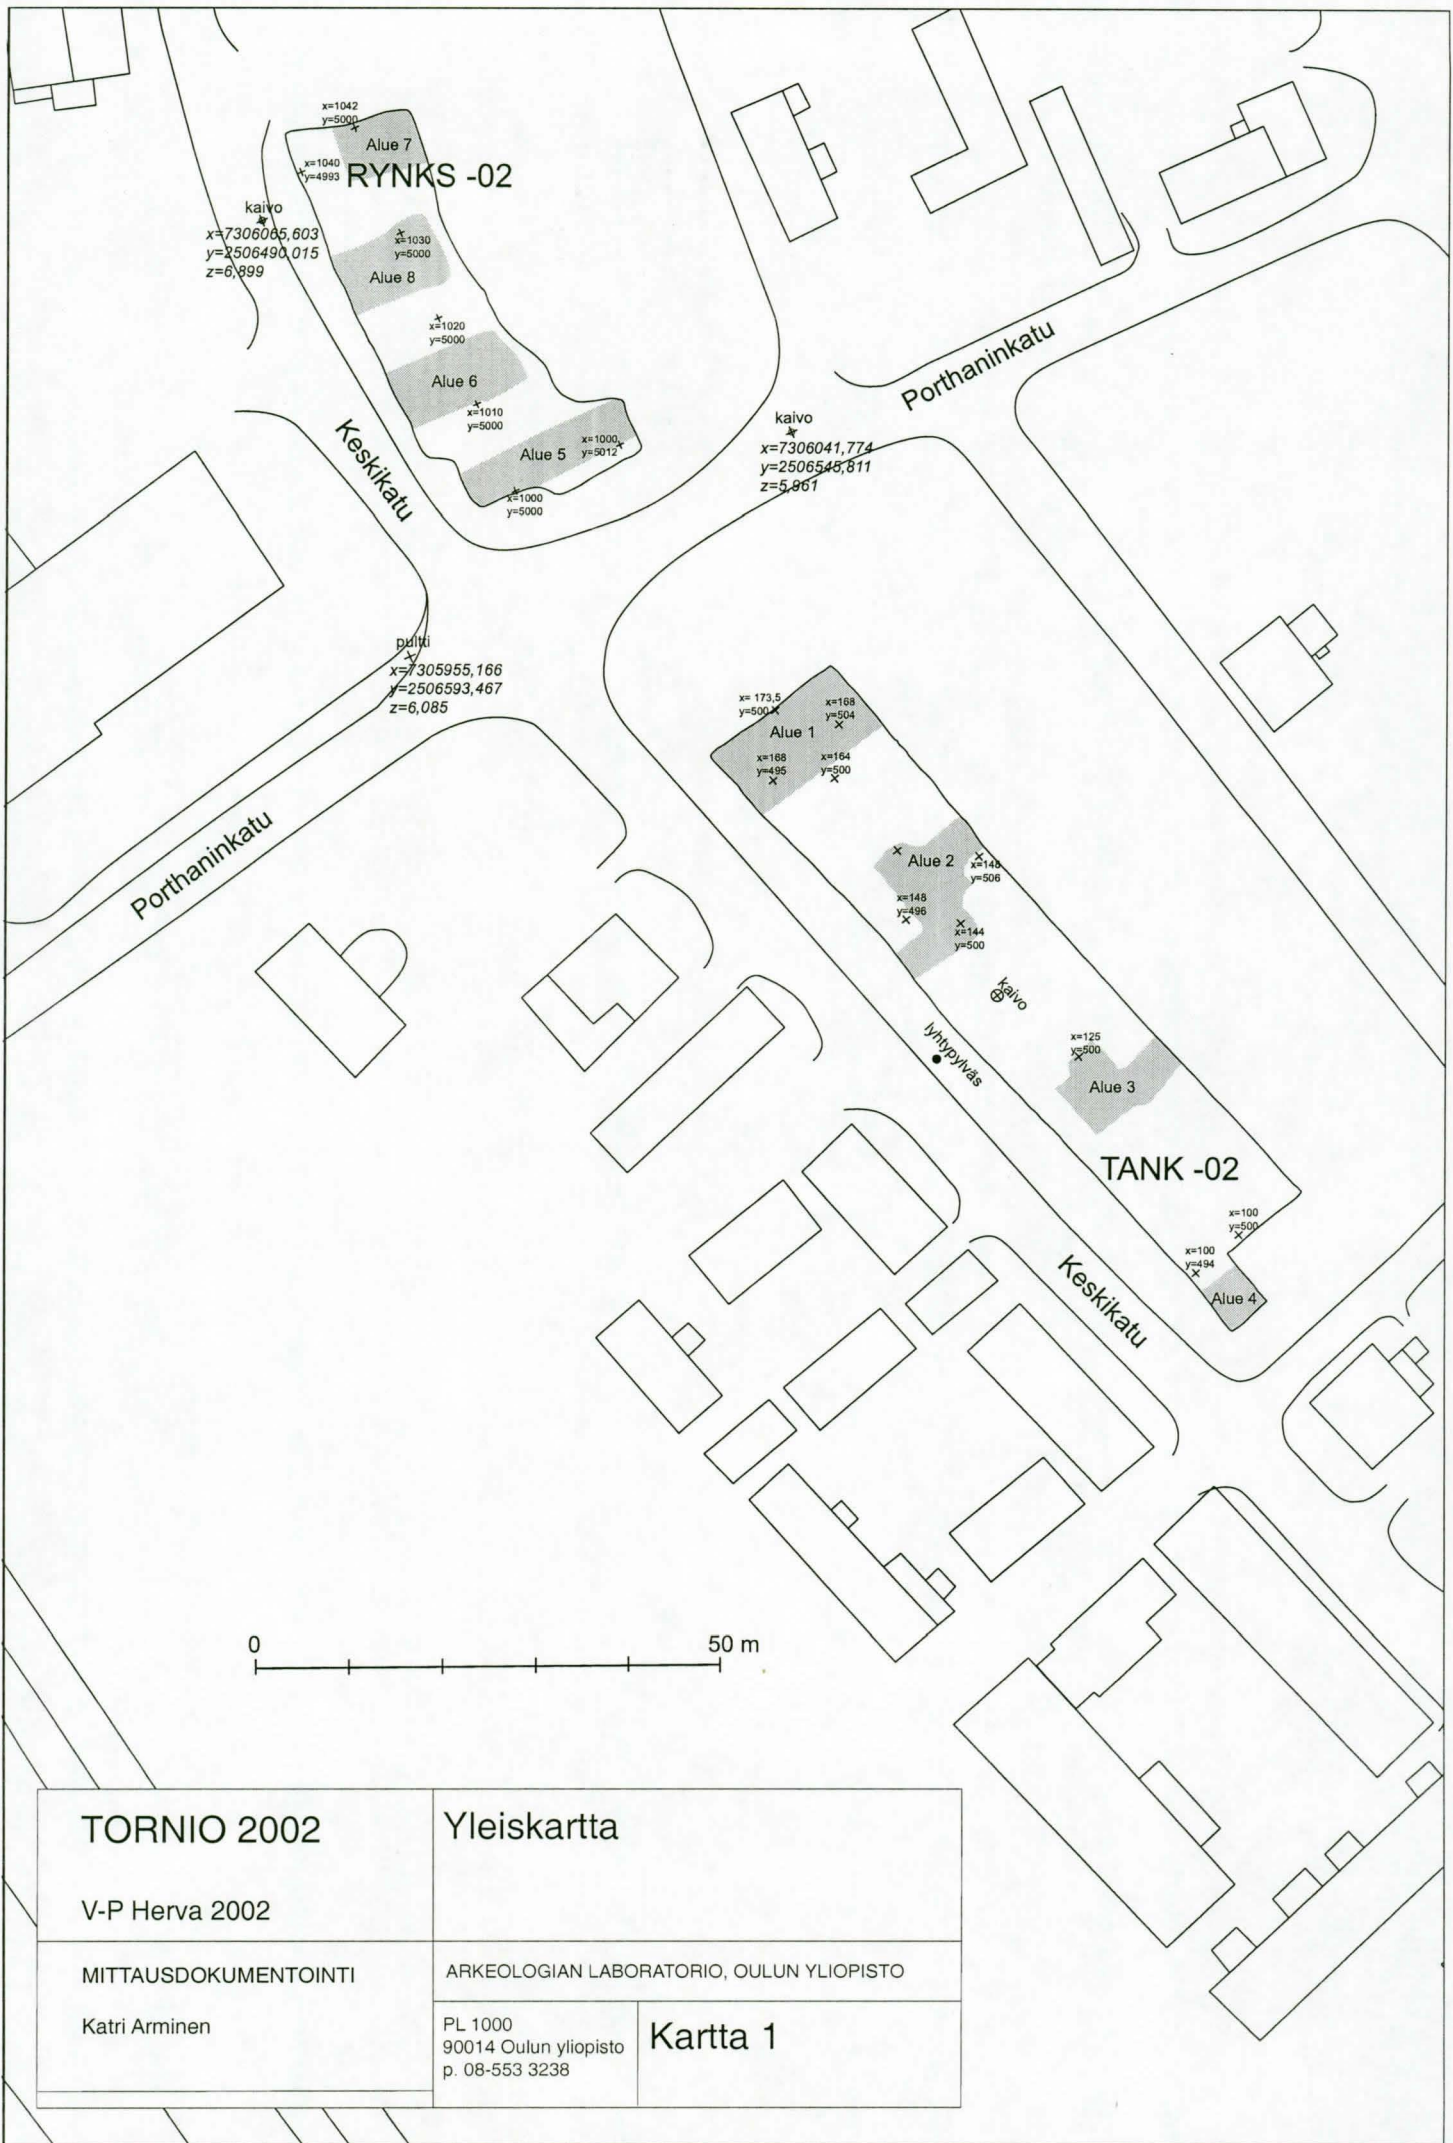 x=1042
y=5000
Alue 7
x=1040
y=4993
RYNKS -02
kaivo
x=7306065,603
y=2506490,015
z=6,899
x=1030
y=5000
Alue 8
x=1020
y=5000
Alue 6
x=1010
y=5000
Alue 5
x=1000
y=5012
x=1000
y=5000
Keskikatu
Porthaninkatu
kaivo
x=7306041,774
y=2506545,811
z=5,961
pultti
x=7305955,166
y=2506593,467
z=6,085
Porthaninkatu
x= 173,5
y=500
x=168
y=504
Alue 1
x=168
y=495
x=164
y=500
Alue 2
x=148
y=506
x=148
y=496
x=144
y=500
kaivo
lyhtypylväs
x=125
y=500
Alue 3
TANK -02
x=100
y=500
x=100
y=494
Alue 4
Keskikatu
0
50 m
TORNIO 2002
V-P Herva 2002
Yleiskartta
MITTAUSDOKUMENTOINTI
Katri Arminen
ARKEOLOGIAN LABORATORIO, OULUN YLIOPISTO
PL 1000
90014 Oulun yliopisto
p. 08-553 3238
Kartta 1